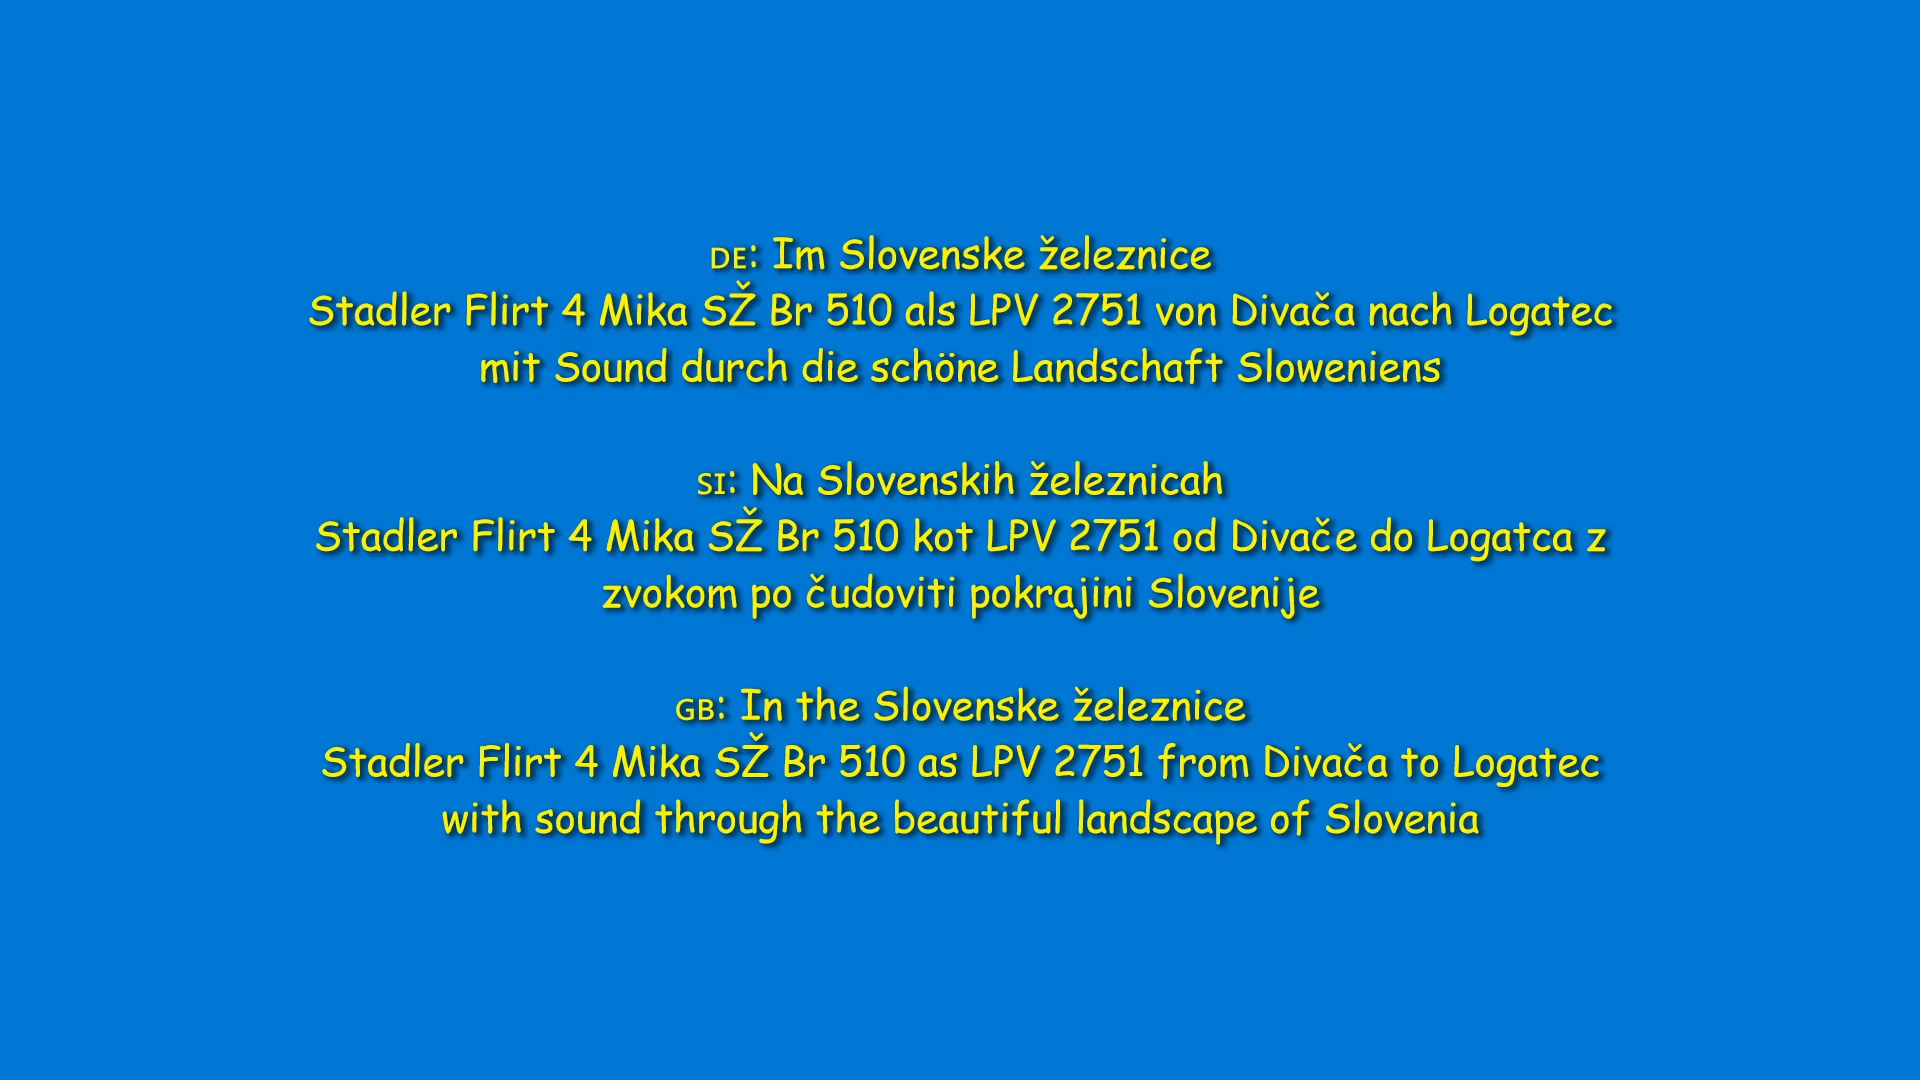 DE: Im Slovenske železnice
Stadler Flirt 4 Mika SŽ Br 510 als LPV 2751 von Divača nach Logatec
mit Sound durch die schöne Landschaft Sloweniens
SI: Na Slovenskih železnicah
Stadler Flirt 4 Mika SŽ Br 510 kot LPV 2751 od Divače do Logatca z
zvokom po čudoviti pokrajini Slovenije
GB: In the Slovenske železnice
Stadler Flirt 4 Mika SŽ Br 510 as LPV 2751 from Divača to Logatec
with sound through the beautiful landscape of Slovenia